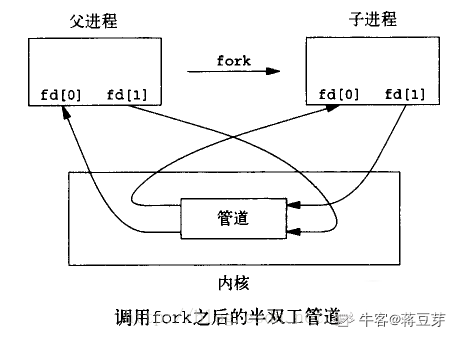 父进程
子进程
fork
fd[0] fd[1]
fd[0] fd[1]
管道
内核
调用fork之后的半双工管道
牛客@蒋豆芽